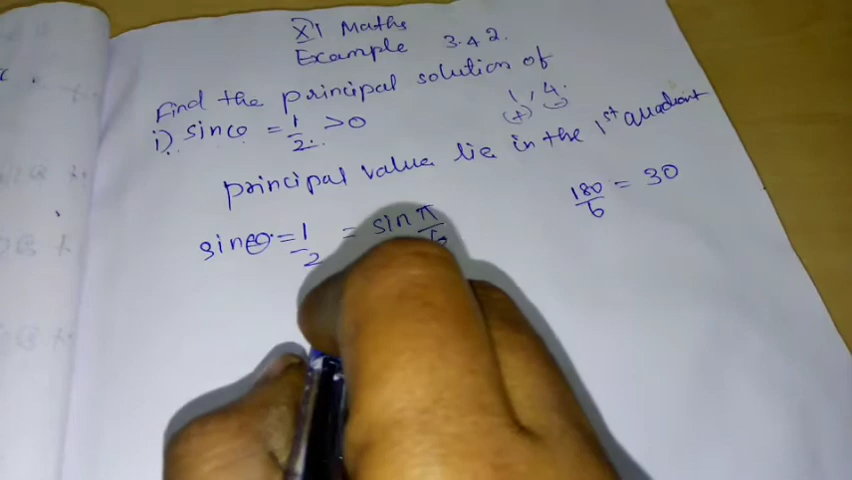 XI Maths
Example 3.42.
Find the principal solution of
i) sinθ = 1/2 > 0
1, 4.
(+) (-)
principal value lie in the 1st quadrant
180/6 = 30
sinθ = 1/2 = sin π/6